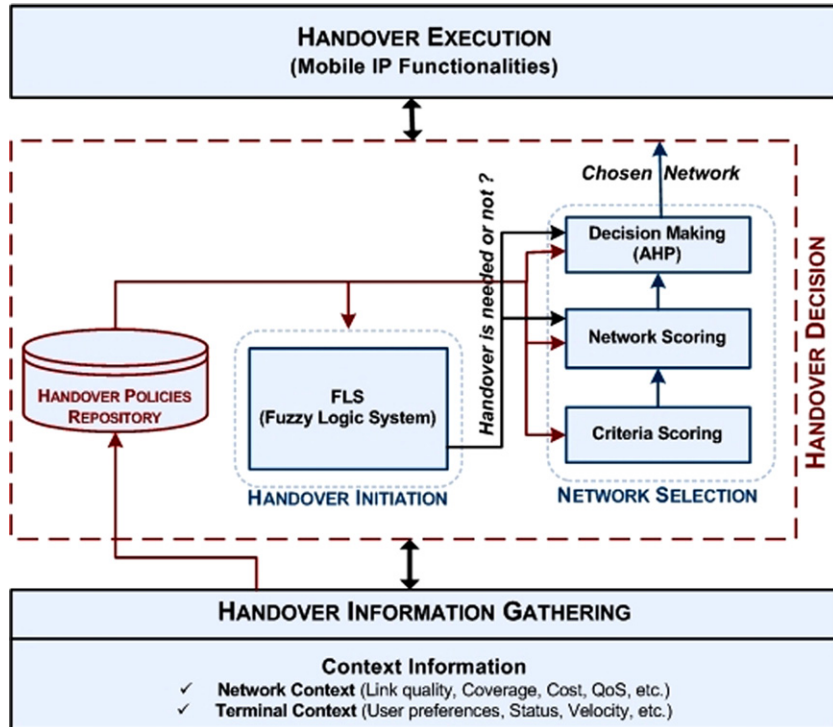 HANDOVER EXECUTION
(Mobile IP Functionalities)
Chosen Network
Handover is needed or not ?
Decision Making
(AHP)
Network Scoring
Criteria Scoring
NETWORK SELECTION
FLS
(Fuzzy Logic System)
HANDOVER INITIATION
HANDOVER POLICIES
REPOSITORY
HANDOVER DECISION
HANDOVER INFORMATION GATHERING
Context Information
✓ Network Context (Link quality, Coverage, Cost, QoS, etc.)
✓ Terminal Context (User preferences, Status, Velocity, etc.)